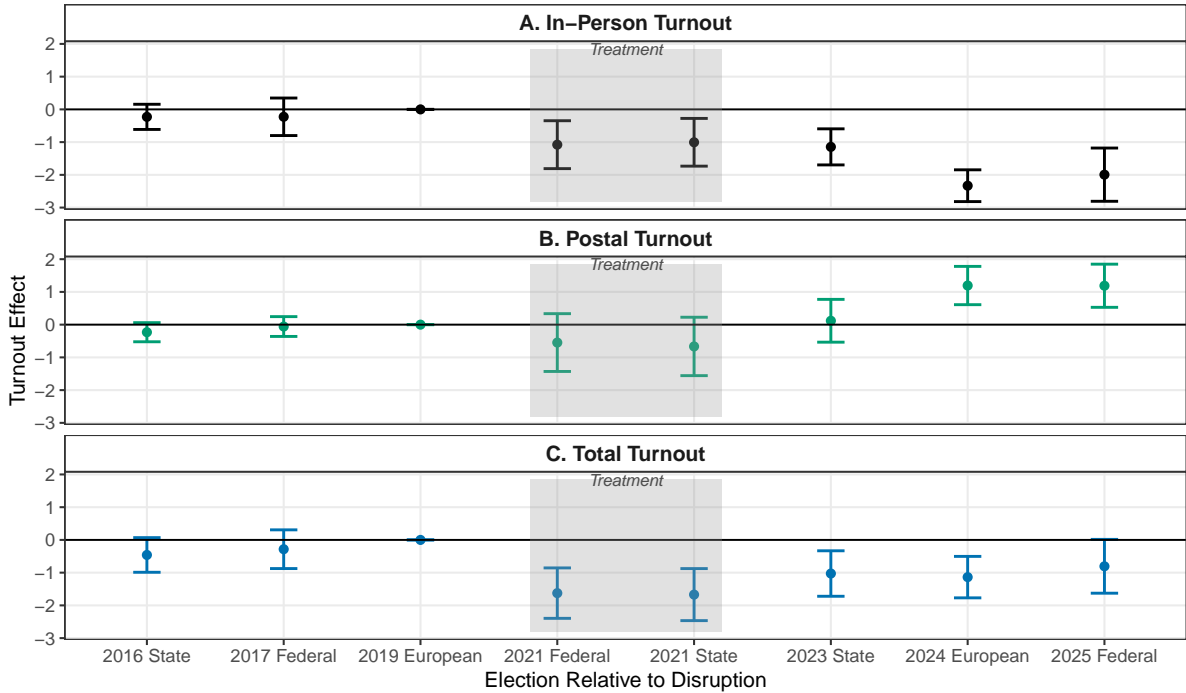 A. In−Person Turnout
Treatment
2
1
0
−1
−2
−3
B. Postal Turnout
Treatment
2
1
0
−1
−2
−3
C. Total Turnout
Treatment
2
1
0
−1
−2
−3
Turnout Effect
2016 State 2017 Federal 2019 European 2021 Federal 2021 State 2023 State 2024 European 2025 Federal
Election Relative to Disruption